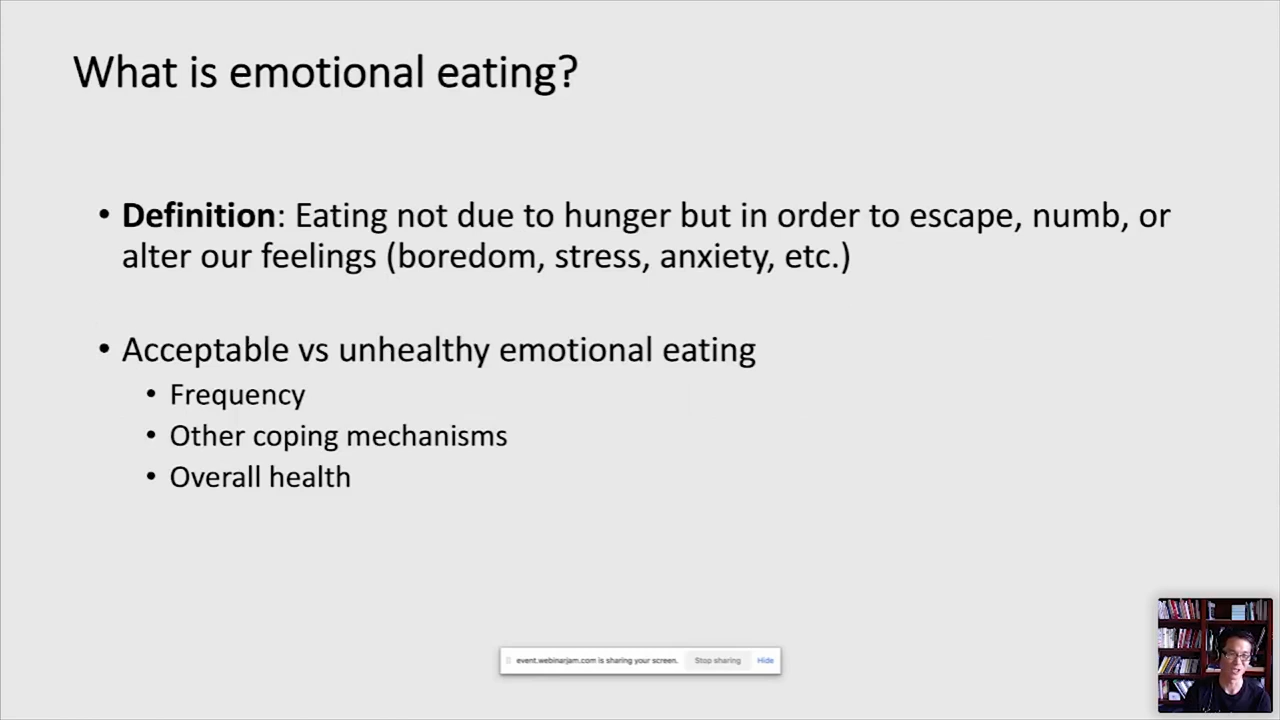 What is emotional eating?
• Definition: Eating not due to hunger but in order to escape, numb, or
alter our feelings (boredom, stress, anxiety, etc.)
• Acceptable vs unhealthy emotional eating
• Frequency
• Other coping mechanisms
• Overall health
event.webinarjam.com is sharing your screen. Stop sharing Hide